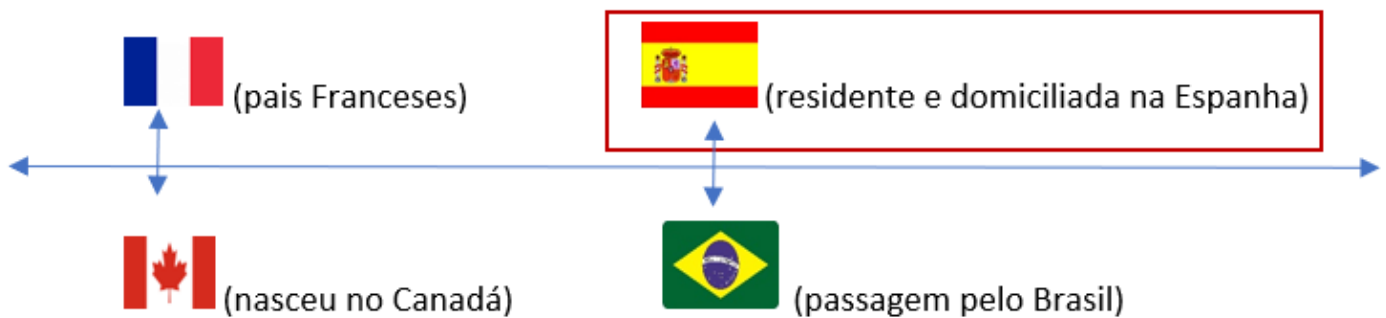 (pais Franceses)
(residente e domiciliada na Espanha)
(nasceu no Canadá)
(passagem pelo Brasil)